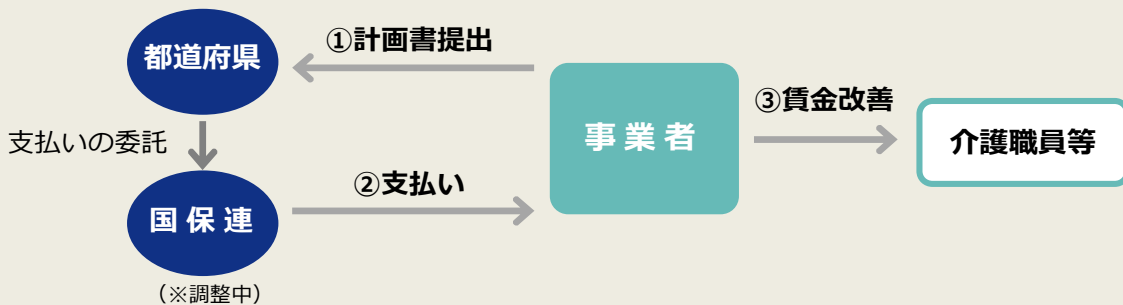 ①計画書提出
都道府県
③賃金改善
事業者
介護職員等
支払いの委託
②支払い
国保連
（※調整中）